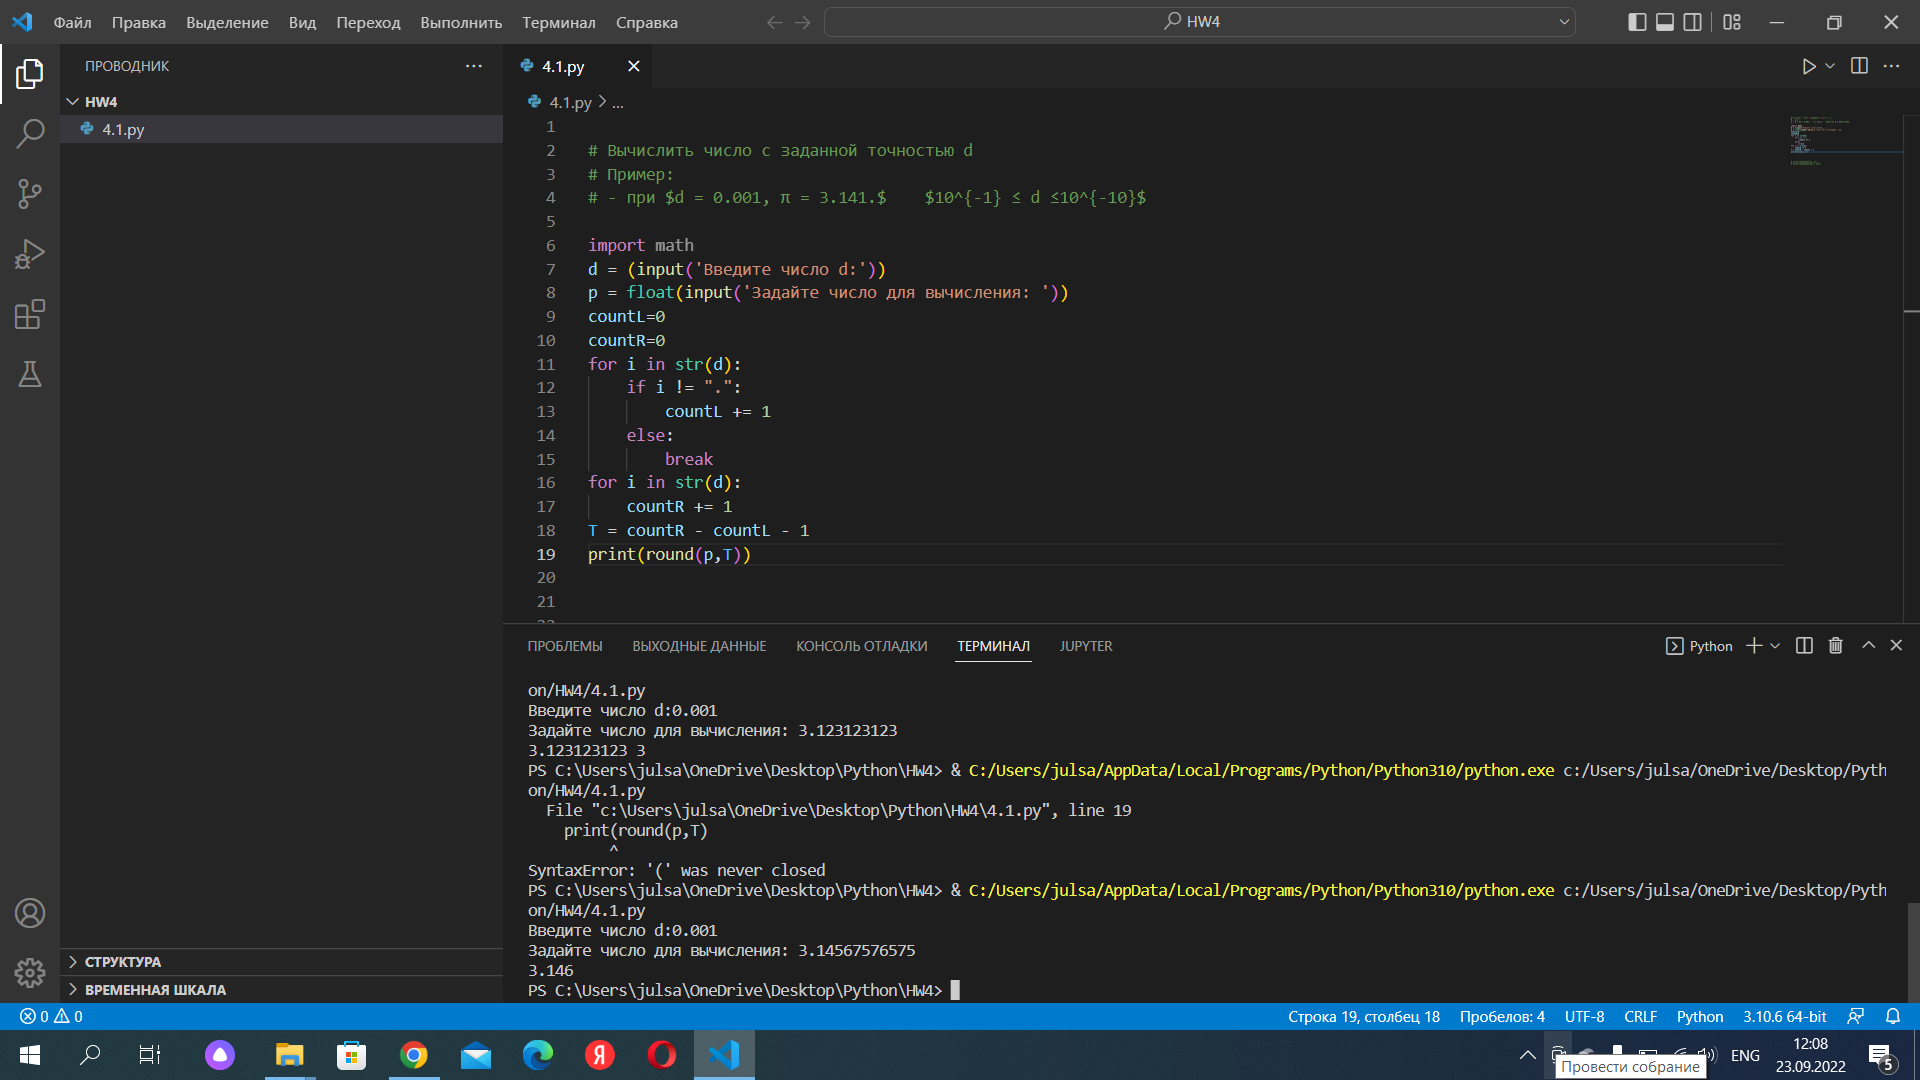 Файл Правка Выделение Вид Переход Выполнить Терминал Справка
HW4
ПРОВОДНИК
HW4
4.1.py
4.1.py
4.1.py > ...
1
2 # Вычислить число с заданной точностью d
3 # Пример:
4 # - при $d = 0.001, π = 3.141.$    $10^{-1} ≤ d ≤10^{-10}$
5
6 import math
7 d = (input('Введите число d:'))
8 p = float(input('Задайте число для вычисления: '))
9 countL=0
10 countR=0
11 for i in str(d):
12     if i != ".":
13         countL += 1
14     else:
15         break
16 for i in str(d):
17     countR += 1
18 T = countR - countL - 1
19 print(round(p,T))
20
21
ПРОБЛЕМЫ ВЫХОДНЫЕ ДАННЫЕ КОНСОЛЬ ОТЛАДКИ ТЕРМИНАЛ JUPYTER
Python
on/HW4/4.1.py
Введите число d:0.001
Задайте число для вычисления: 3.123123123
3.123123123 3
PS C:\Users\julsa\OneDrive\Desktop\Python\HW4> & C:/Users/julsa/AppData/Local/Programs/Python/Python310/python.exe c:/Users/julsa/OneDrive/Desktop/Pyth
on/HW4/4.1.py
  File "c:\Users\julsa\OneDrive\Desktop\Python\HW4\4.1.py", line 19
    print(round(p,T)
         ^
SyntaxError: '(' was never closed
PS C:\Users\julsa\OneDrive\Desktop\Python\HW4> & C:/Users/julsa/AppData/Local/Programs/Python/Python310/python.exe c:/Users/julsa/OneDrive/Desktop/Pyth
on/HW4/4.1.py
Введите число d:0.001
Задайте число для вычисления: 3.14567576575
3.146
PS C:\Users\julsa\OneDrive\Desktop\Python\HW4>
СТРУКТУРА
ВРЕМЕННАЯ ШКАЛА
0 0
Строка 19, столбец 18 Пробелов: 4 UTF-8 CRLF Python 3.10.6 64-bit
Я
ENG
12:08
23.09.2022
5
Провести собрание